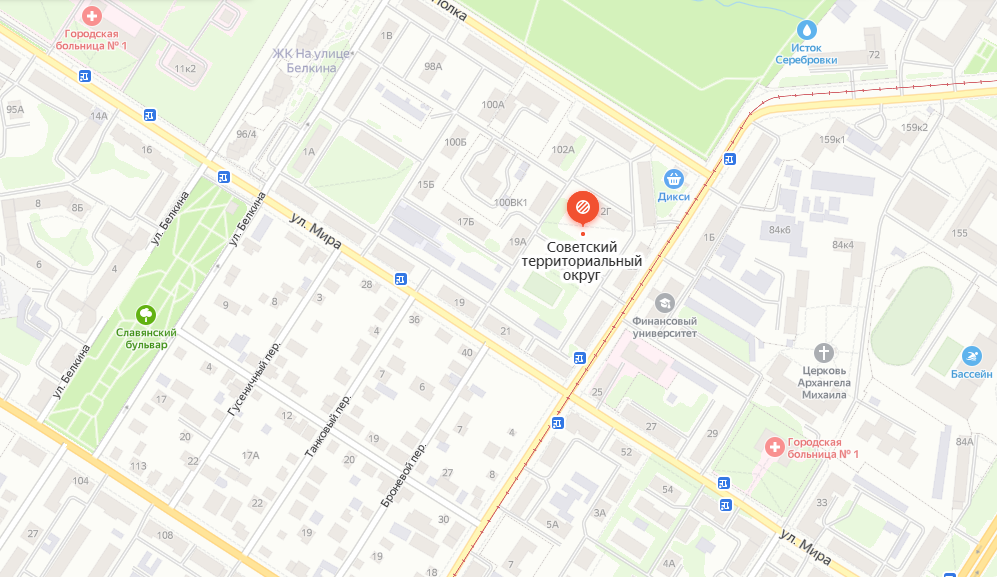 Полка
Городская
больница № 1
1В
Исток
Серебровки
72
ЖК На улице
Белкина
11к2
98А
95А
14А
100А
159к1
159к2
96/4
1А
100Б
102А
16
15Б
Дикси
100ВК1
2Г
8
8Б
ул. Белкина
ул. Белкина
ул. Мира
17Б
19А
1Б
84к6
84к4
155
Советский
территориальный
округ
6
4
28
9
8
3
19
36
21
Финансовый
университет
Славянский
бульвар
4
40
Церковь
Архангела
Михаила
Бассейн
ул. Белкина
4
Гусеничный пер.
7
6
25
17
12
Танковый пер.
7
4
27
29
20
19
Городская
больница № 1
84А
113
17А
20
Броневой пер.
27
8
52
104
22
54
33
27
30
5А
3А
19
19
18
7
ул. Мира